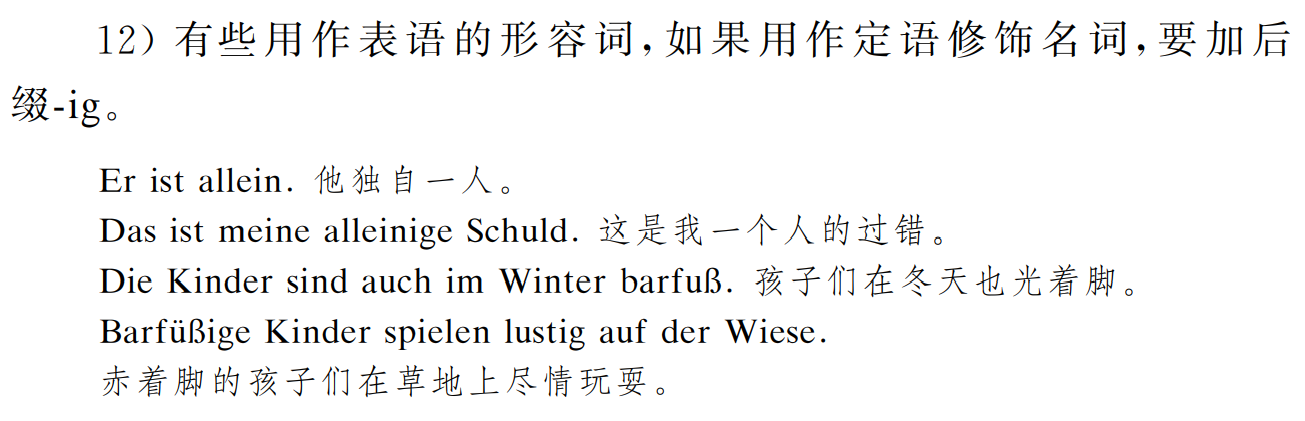 12) 有些用作表语的形容词,如果用作定语修饰名词,要加后
缀-ig。
Er ist allein. 他独自一人。
Das ist meine alleinige Schuld. 这是我一个人的过错。
Die Kinder sind auch im Winter barfuß. 孩子们在冬天也光着脚。
Barfüßige Kinder spielen lustig auf der Wiese.
赤着脚的孩子们在草地上尽情玩耍。